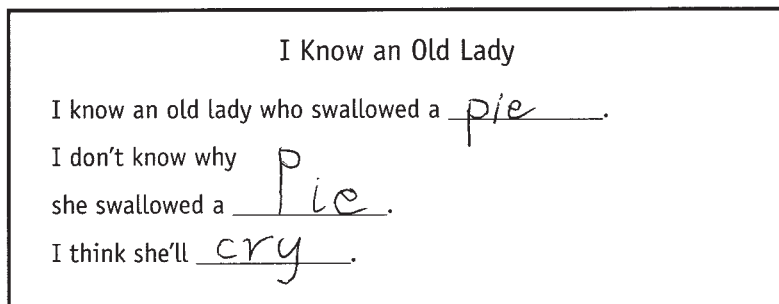 I Know an Old Lady
I know an old lady who swallowed a pie.
I don't know why
she swallowed a pie.
I think she'll cry.